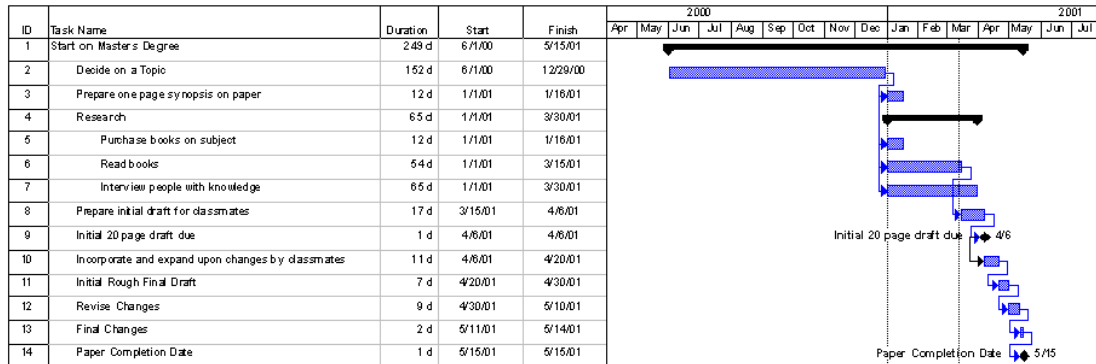 2000 2001
ID Task Name Duration Start Finish Apr May Jun Jul Aug Sep Oct Nov Dec Jan Feb Mar Apr May Jun Jul
1 Start on Masters Degree 249 d 6/1/00 5/15/01
2 Decide on a Topic 152 d 6/1/00 12/29/00
3 Prepare one page synopsis on paper 12 d 1/1/01 1/16/01
4 Research 65 d 1/1/01 3/30/01
5 Purchase books on subject 12 d 1/1/01 1/16/01
6 Read books 54 d 1/1/01 3/15/01
7 Interview people with knowledge 65 d 1/1/01 3/30/01
8 Prepare initial draft for classmates 17 d 3/15/01 4/6/01
9 Initial 20 page draft due 1 d 4/6/01 4/6/01 Initial 20 page draft due 4/6
10 Incorporate and expand upon changes by classmates 11 d 4/6/01 4/20/01
11 Initial Rough Final Draft 7 d 4/20/01 4/30/01
12 Revise Changes 9 d 4/30/01 5/10/01
13 Final Changes 2 d 5/11/01 5/14/01
14 Paper Completion Date 1 d 5/15/01 5/15/01 Paper Completion Date 5/15